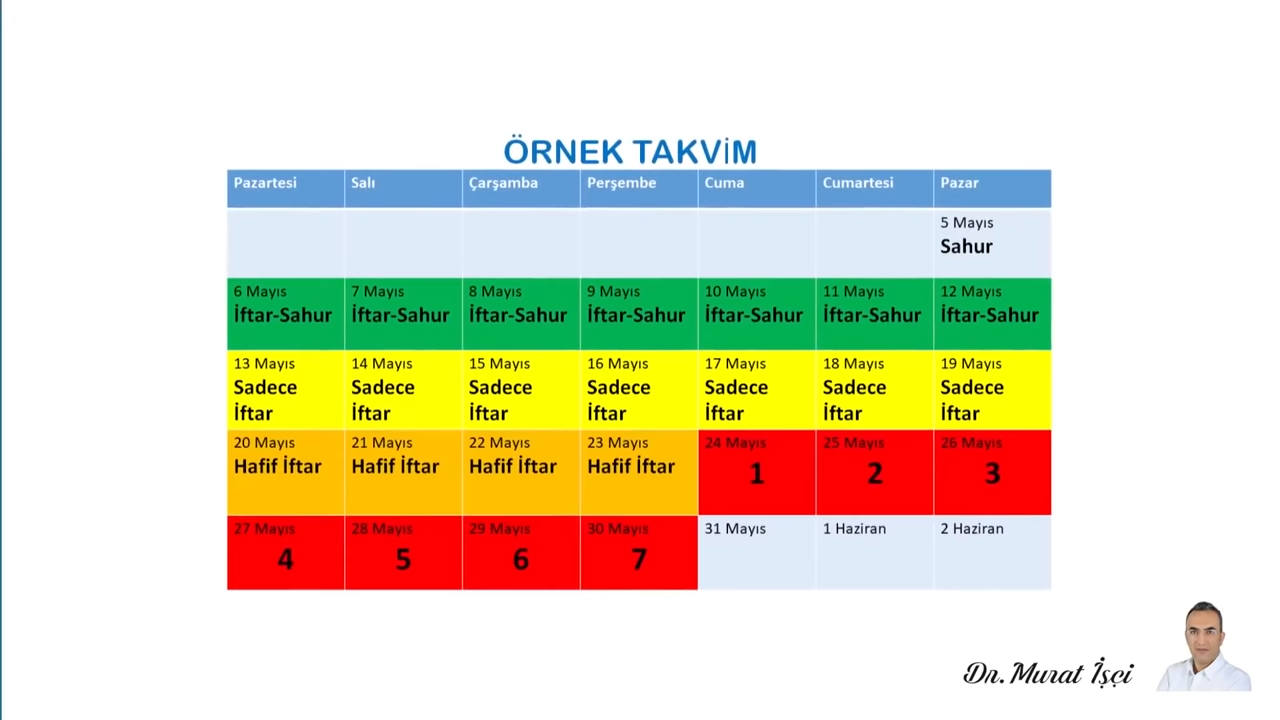 ÖRNEK TAKVİM
Pazartesi Salı Çarşamba Perşembe Cuma Cumartesi Pazar
5 Mayıs
Sahur
6 Mayıs 7 Mayıs 8 Mayıs 9 Mayıs 10 Mayıs 11 Mayıs 12 Mayıs
İftar-Sahur İftar-Sahur İftar-Sahur İftar-Sahur İftar-Sahur İftar-Sahur İftar-Sahur
13 Mayıs 14 Mayıs 15 Mayıs 16 Mayıs 17 Mayıs 18 Mayıs 19 Mayıs
Sadece Sadece Sadece Sadece Sadece Sadece Sadece
İftar İftar İftar İftar İftar İftar İftar
20 Mayıs 21 Mayıs 22 Mayıs 23 Mayıs 24 Mayıs 25 Mayıs 26 Mayıs
Hafif İftar Hafif İftar Hafif İftar Hafif İftar 1 2 3
27 Mayıs 28 Mayıs 29 Mayıs 30 Mayıs 31 Mayıs 1 Haziran 2 Haziran
4 5 6 7
Dr. Murat İşçi